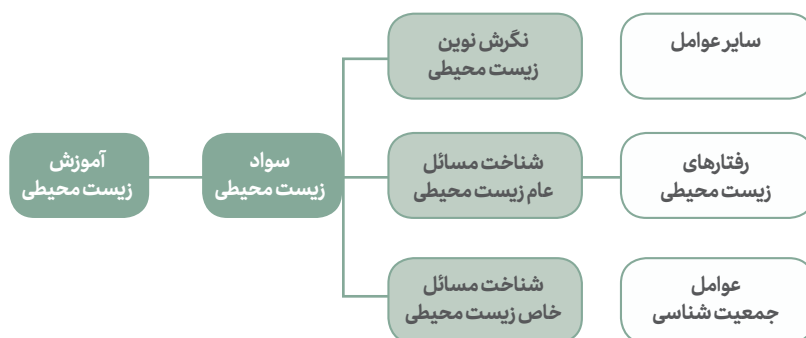 نگرش نوین
زیست محیطی
سایر عوامل
آموزش
زیست محیطی
سواد
زیست محیطی
شناخت مسائل
عام زیست محیطی
رفتارهای
زیست محیطی
شناخت مسائل
خاص زیست محیطی
عوامل
جمعیت شناسی